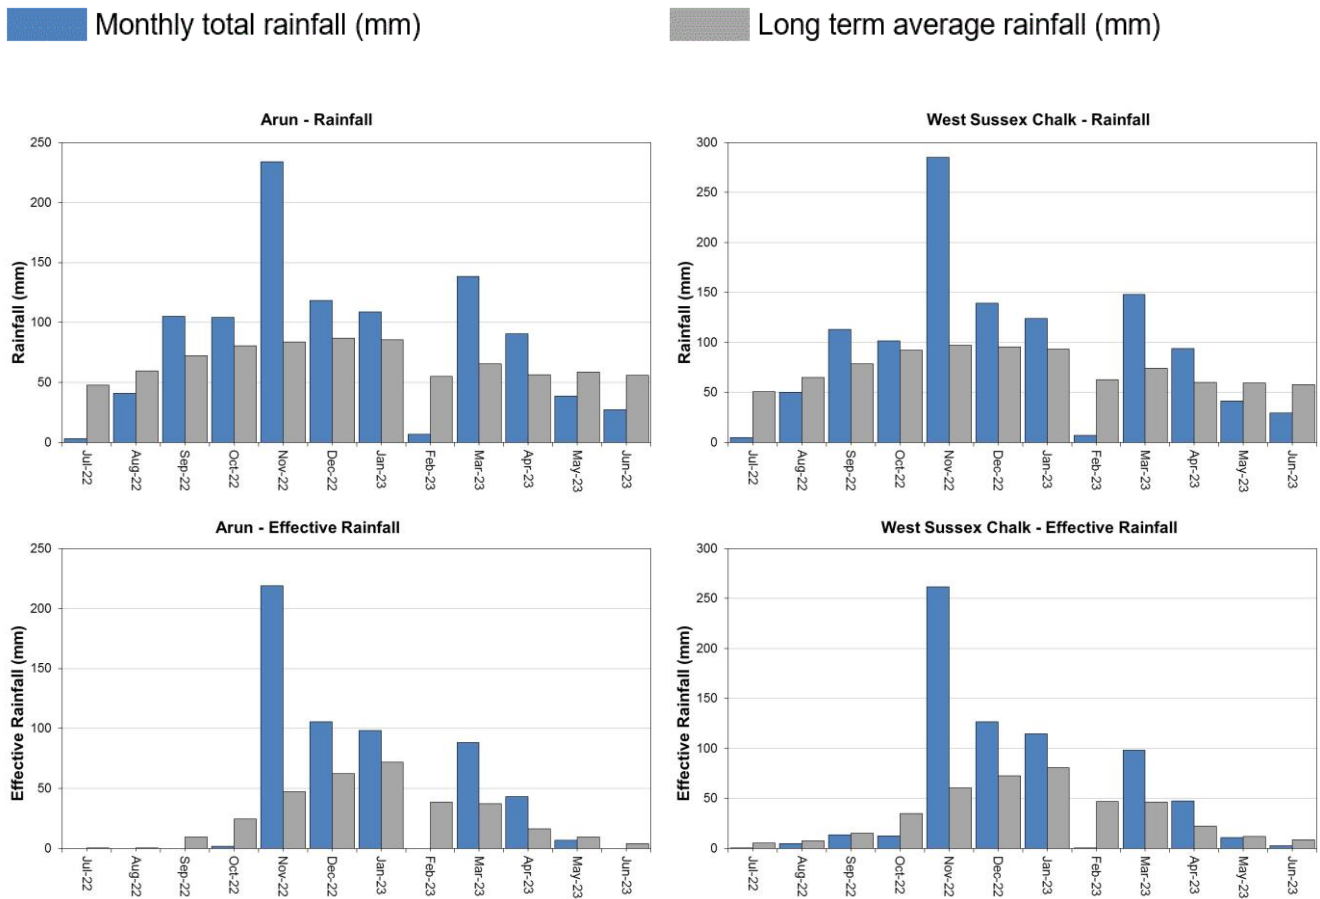 Monthly total rainfall (mm) Long term average rainfall (mm)
Arun - Rainfall
Rainfall (mm)
250
200
150
100
50
0
Jul-22 Aug-22 Sep-22 Oct-22 Nov-22 Dec-22 Jan-23 Feb-23 Mar-23 Apr-23 May-23 Jun-23
West Sussex Chalk - Rainfall
Rainfall (mm)
300
250
200
150
100
50
0
Jul-22 Aug-22 Sep-22 Oct-22 Nov-22 Dec-22 Jan-23 Feb-23 Mar-23 Apr-23 May-23 Jun-23
Arun - Effective Rainfall
Effective Rainfall (mm)
250
200
150
100
50
0
Jul-22 Aug-22 Sep-22 Oct-22 Nov-22 Dec-22 Jan-23 Feb-23 Mar-23 Apr-23 May-23 Jun-23
West Sussex Chalk - Effective Rainfall
Effective Rainfall (mm)
300
250
200
150
100
50
0
Jul-22 Aug-22 Sep-22 Oct-22 Nov-22 Dec-22 Jan-23 Feb-23 Mar-23 Apr-23 May-23 Jun-23